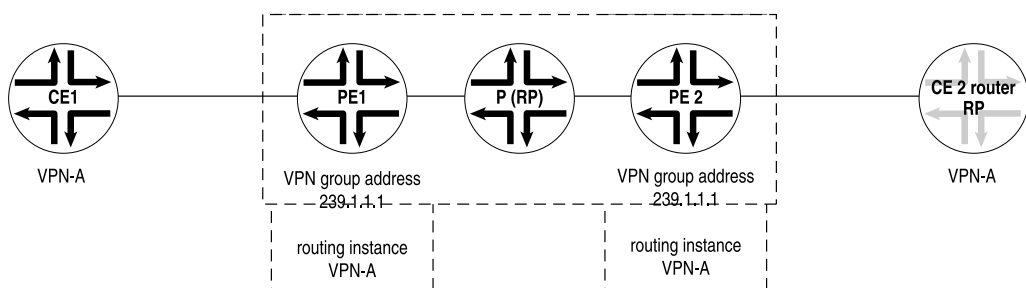 CE1
PE1
P (RP)
PE 2
CE 2 router
RP
VPN-A
VPN group address
239.1.1.1
VPN group address
239.1.1.1
VPN-A
routing instance
VPN-A
routing instance
VPN-A